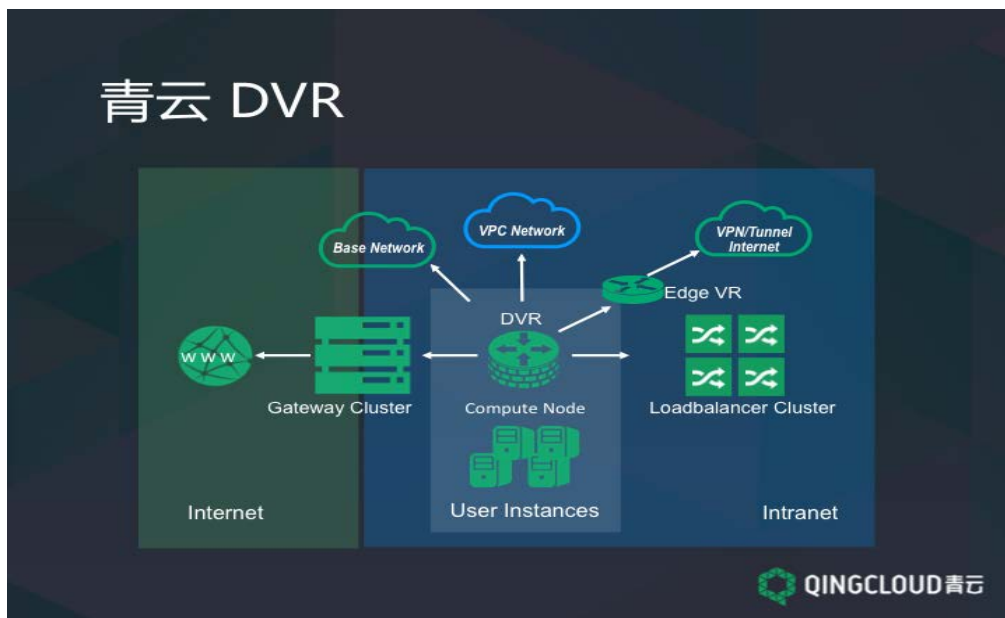 青云 DVR
Base Network
VPC Network
VPN/Tunnel
Internet
Edge VR
DVR
WWW
Gateway Cluster
Compute Node
Loadbalancer Cluster
Internet
User Instances
Intranet
QINGCLOUD青云